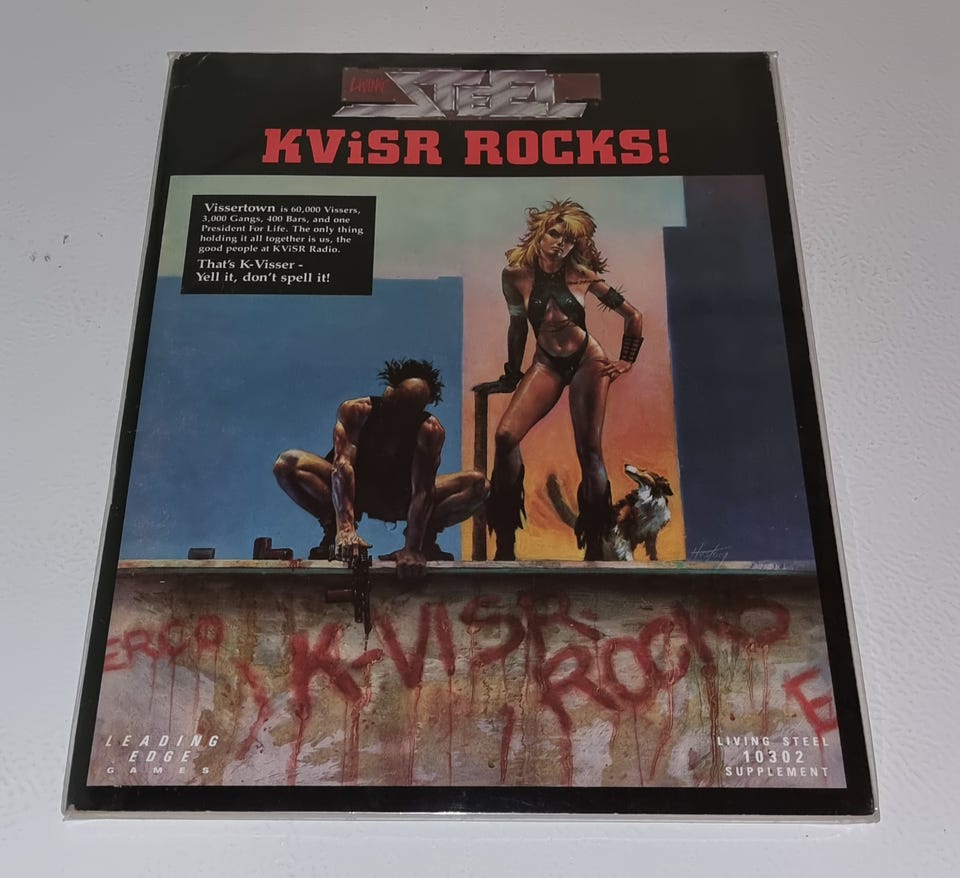 LIVING
STEEL
KViSR ROCKS!
Vissertown is 60,000 Vissers,
3,000 Gangs, 400 Bars, and one
President For Life. The only thing
holding it all together is us, the
good people at KViSR Radio.
That's K-Visser -
Yell it, don't spell it!
ERCO
K-VISR-
ROCKS
E
LEADING
EDGE
GAMES
LIVING STEEL
10302
SUPPLEMENT